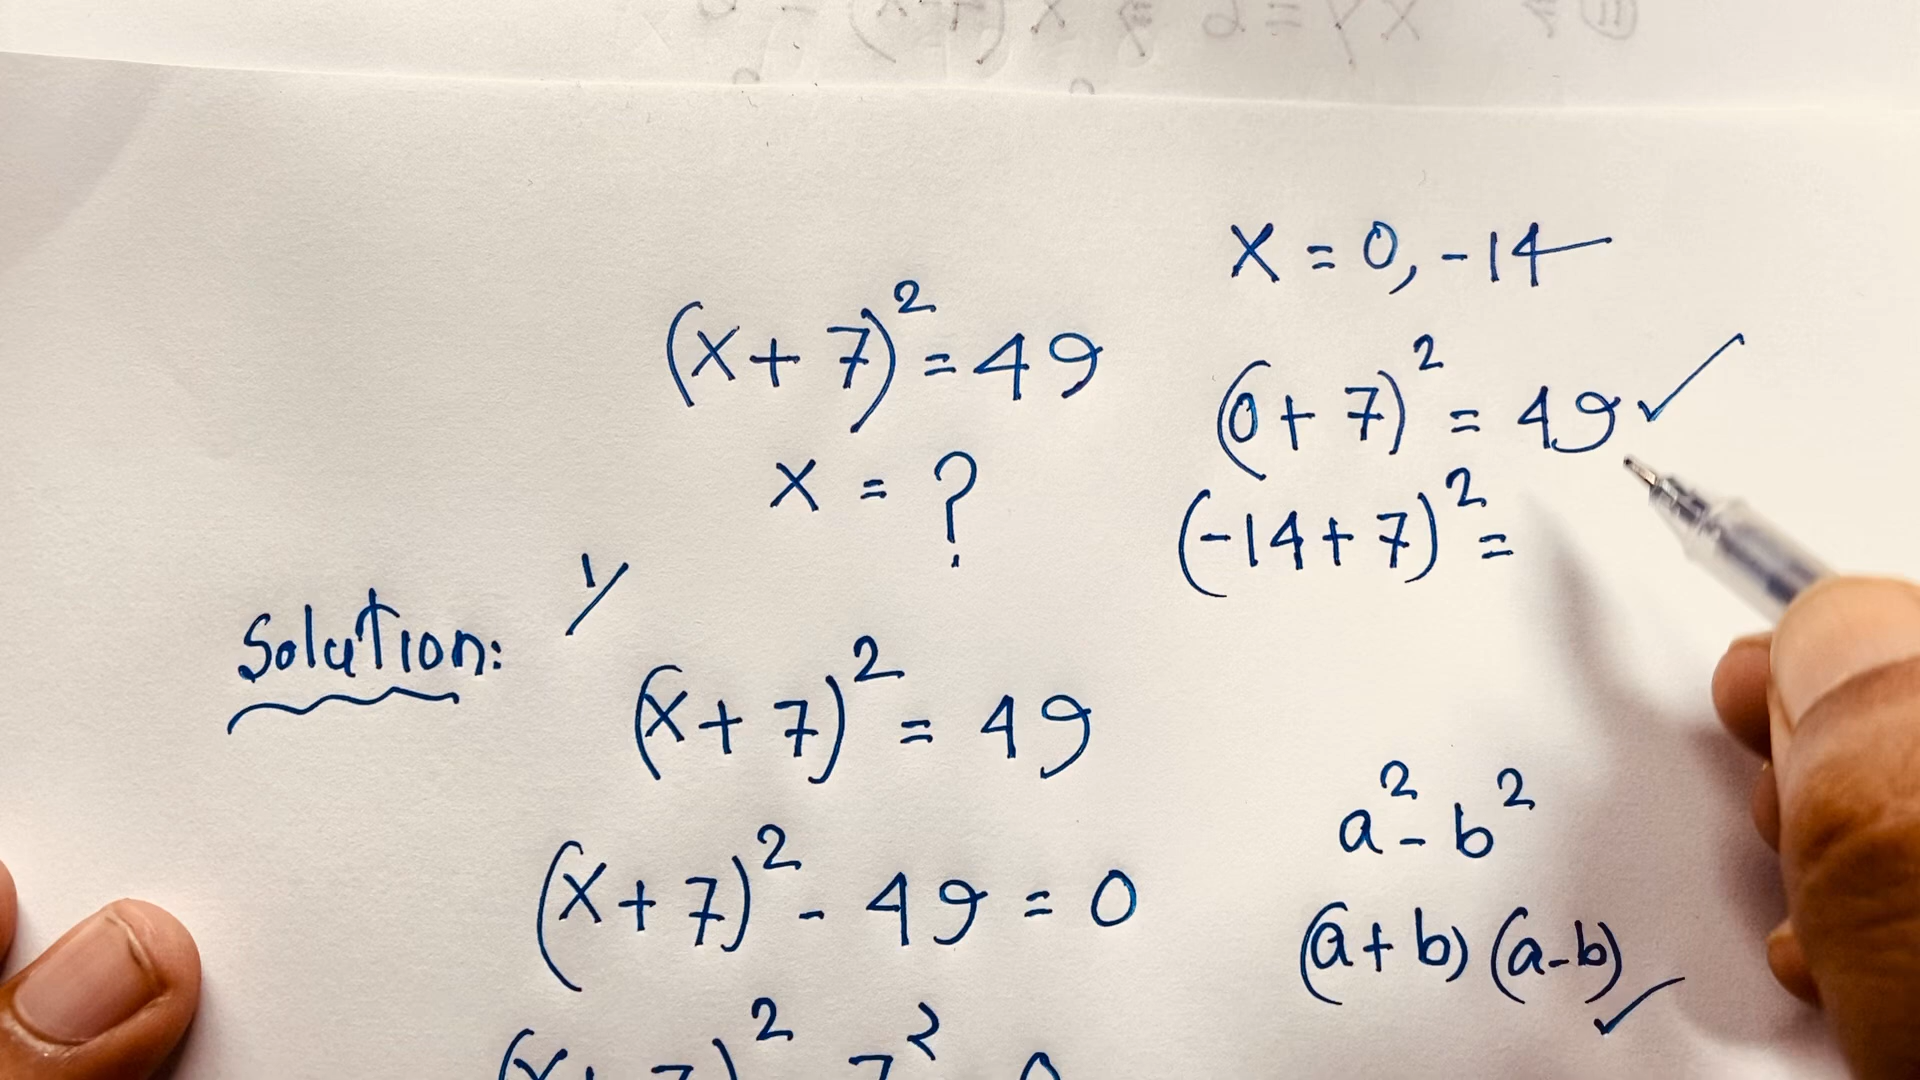 (x+7)² = 49
x = ?
x = 0, -14
(0+7)² = 49 ✓
(-14+7)² =
Solution:
(x+7)² = 49
(x+7)² - 49 = 0
a² - b²
(a+b) (a-b) ✓